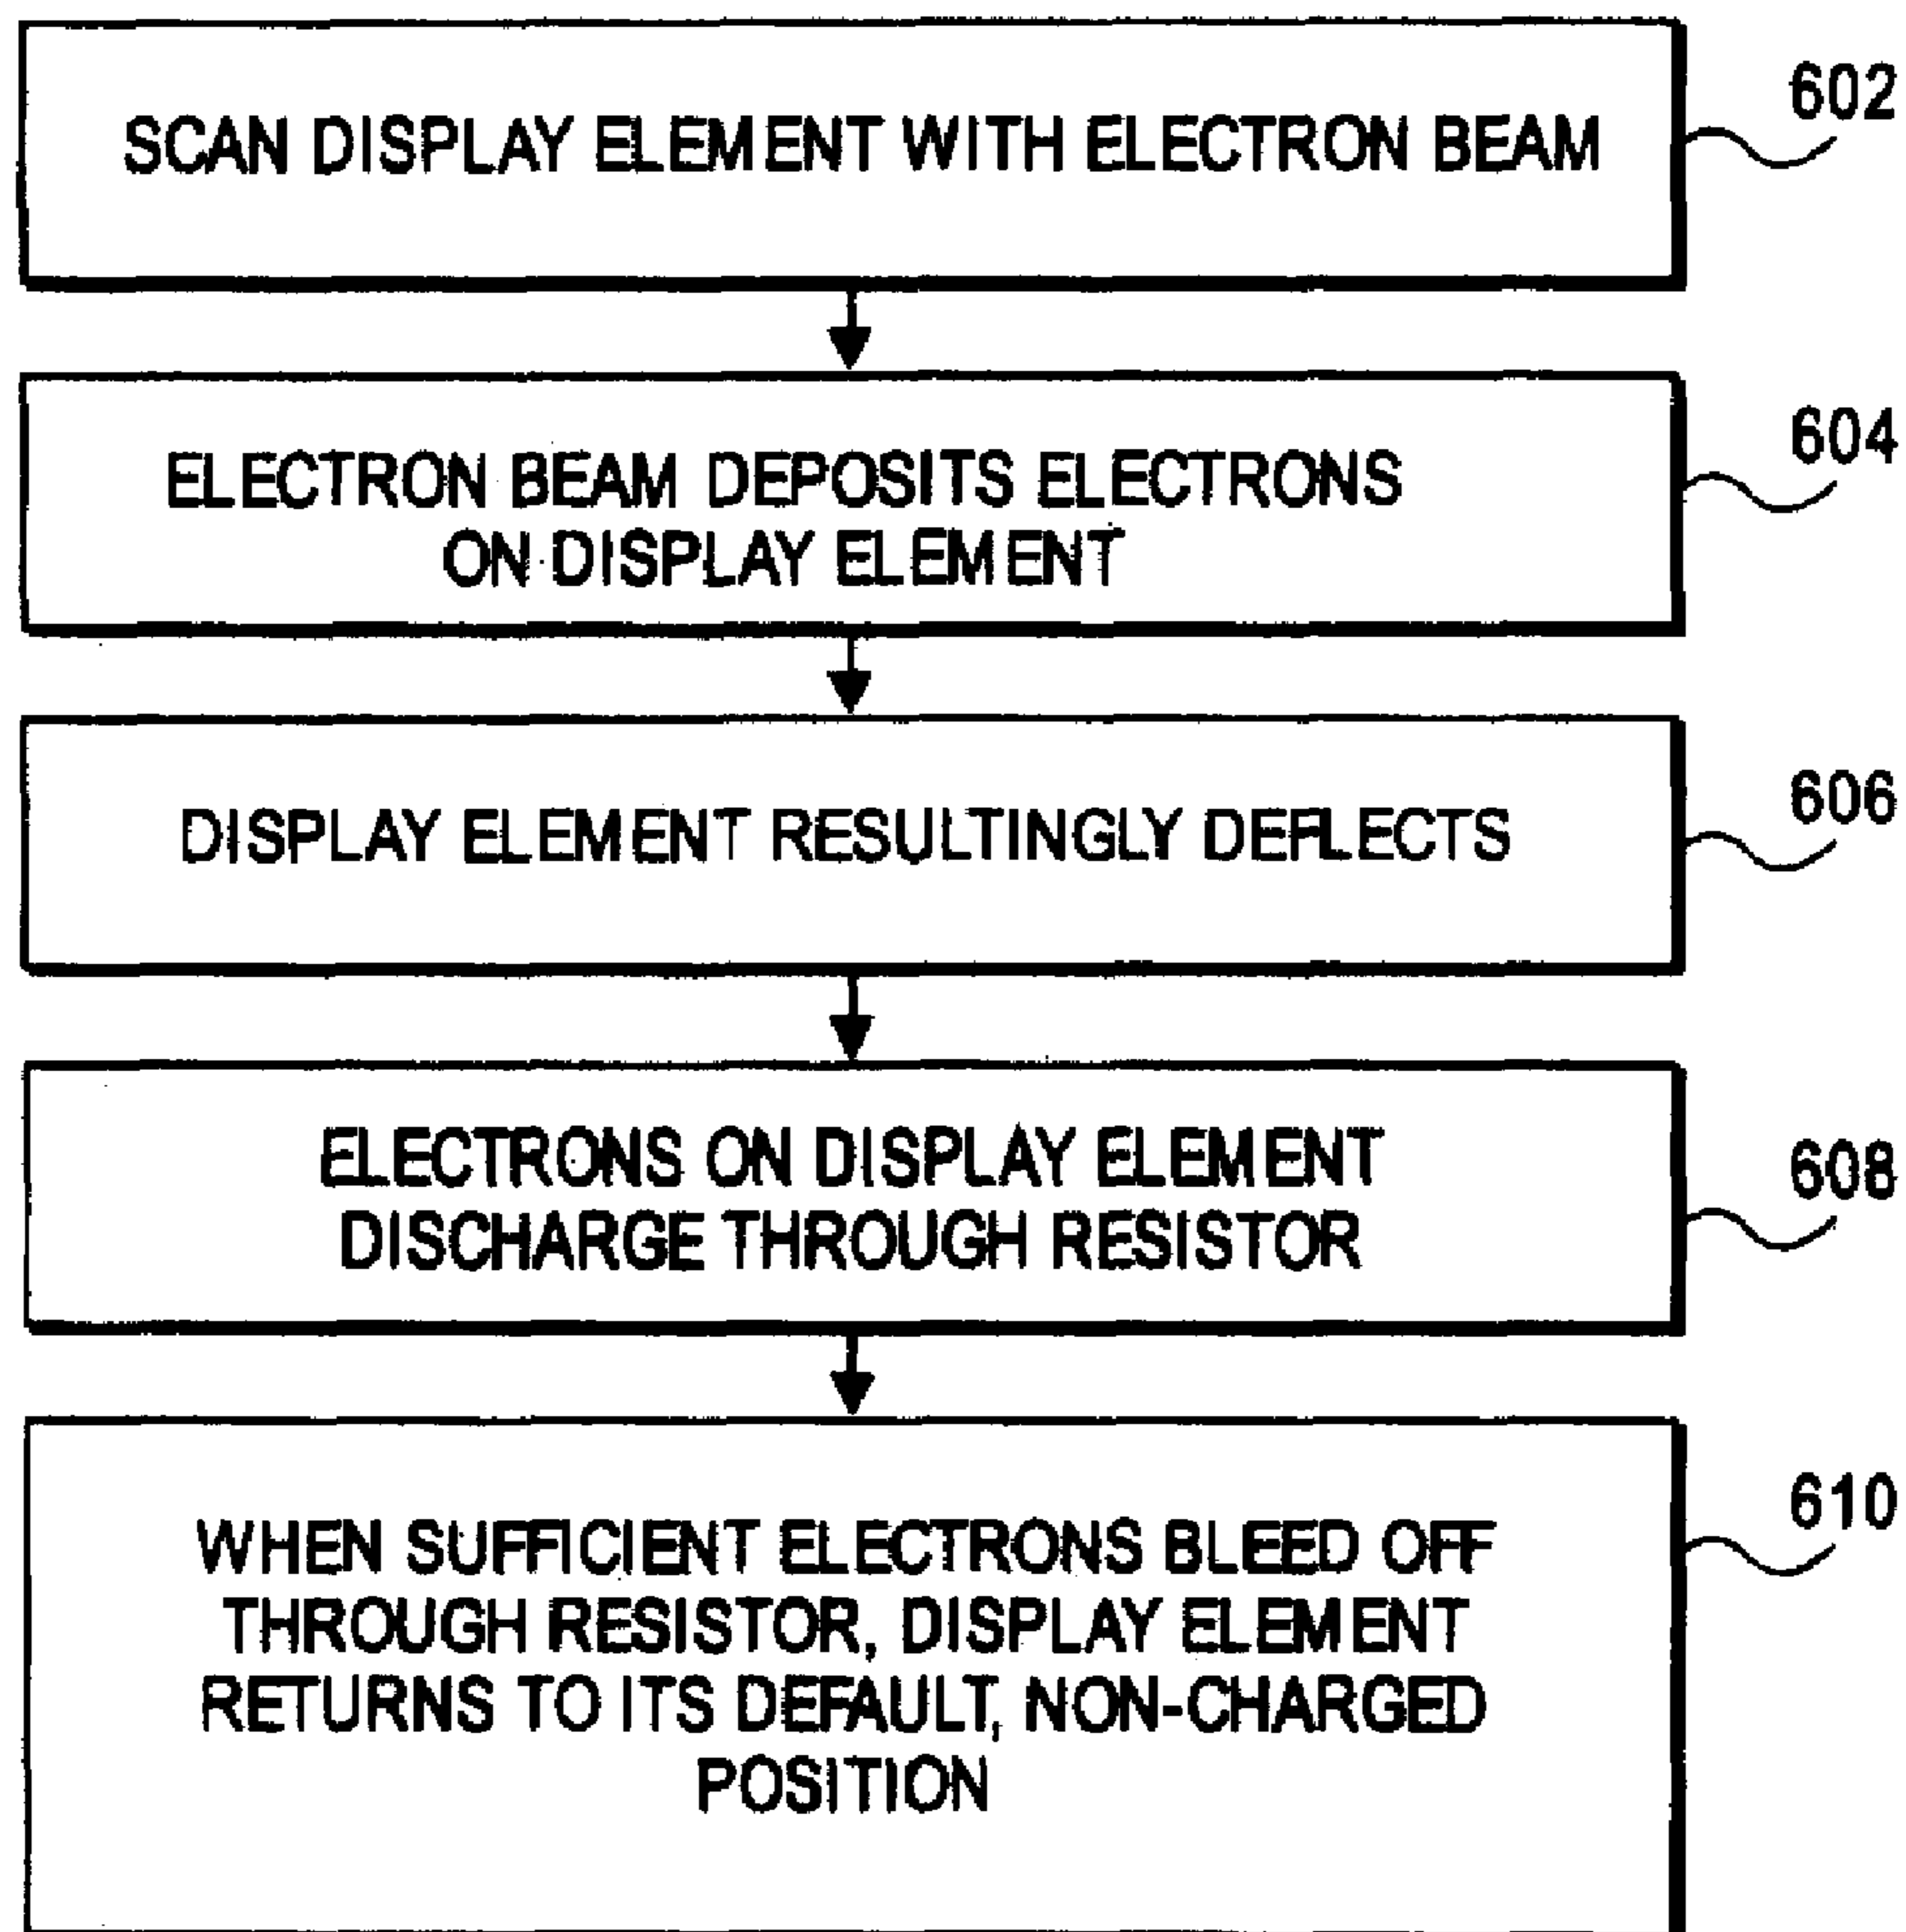 602
SCAN DISPLAY ELEMENT WITH ELECTRON BEAM
604
ELECTRON BEAM DEPOSITS ELECTRONS
ON DISPLAY ELEMENT
606
DISPLAY ELEMENT RESULTINGLY DEFLECTS
608
ELECTRONS ON DISPLAY ELEMENT
DISCHARGE THROUGH RESISTOR
610
WHEN SUFFICIENT ELECTRONS BLEED OFF
THROUGH RESISTOR, DISPLAY ELEMENT
RETURNS TO ITS DEFAULT, NON-CHARGED
POSITION